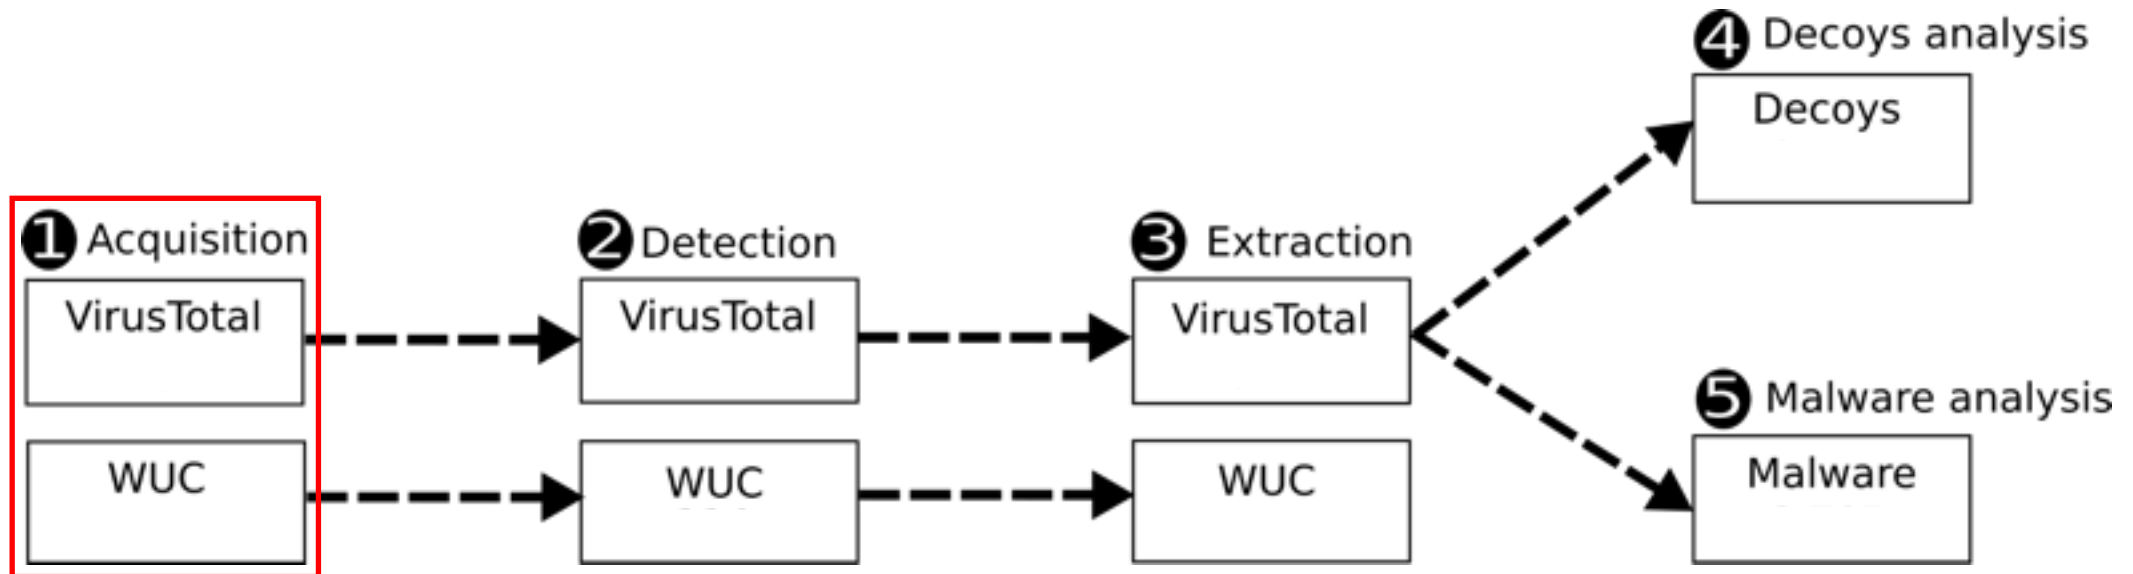 4 Decoys analysis
Decoys
1 Acquisition
VirusTotal
WUC
2 Detection
VirusTotal
WUC
3 Extraction
VirusTotal
WUC
5 Malware analysis
Malware